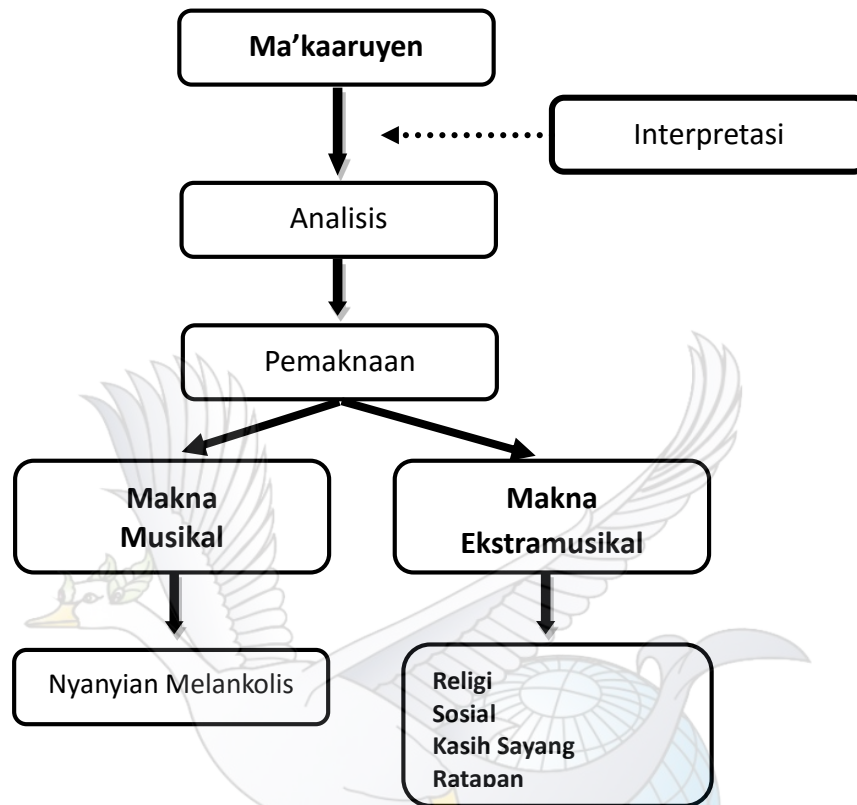 Ma’kaaruyen
Interpretasi
Analisis
Pemaknaan
Makna
Musikal
Makna
Ekstramusikal
Nyanyian Melankolis
Religi
Sosial
Kasih Sayang
Ratapan